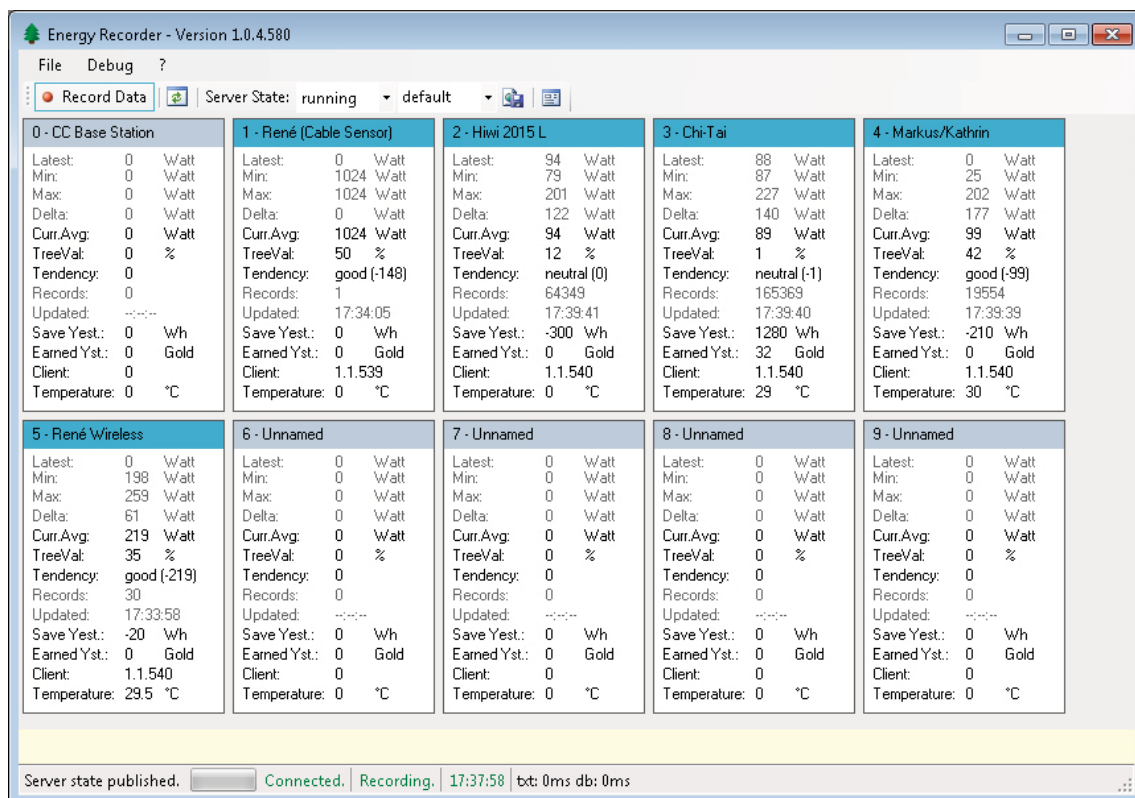 Energy Recorder - Version 1.0.4.580
File Debug ?
Record Data Server State: running default
0 - CC Base Station
Latest: 0 Watt
Min: 0 Watt
Max: 0 Watt
Delta: 0 Watt
Curr.Avg: 0 Watt
TreeVal: 0 %
Tendency: 0
Records: 0
Updated: --:--:--
Save Yest.: 0 Wh
Earned Yst.: 0 Gold
Client: 0
Temperature: 0 °C
1 - René (Cable Sensor)
Latest: 0 Watt
Min: 1024 Watt
Max: 1024 Watt
Delta: 0 Watt
Curr.Avg: 1024 Watt
TreeVal: 50 %
Tendency: good (-148)
Records: 1
Updated: 17:34:05
Save Yest.: 0 Wh
Earned Yst.: 0 Gold
Client: 1.1.539
Temperature: 0 °C
2 - Hiwi 2015 L
Latest: 94 Watt
Min: 79 Watt
Max: 201 Watt
Delta: 122 Watt
Curr.Avg: 94 Watt
TreeVal: 12 %
Tendency: neutral (0)
Records: 64349
Updated: 17:39:41
Save Yest.: -300 Wh
Earned Yst.: 0 Gold
Client: 1.1.540
Temperature: 0 °C
3 - Chi-Tai
Latest: 88 Watt
Min: 87 Watt
Max: 227 Watt
Delta: 140 Watt
Curr.Avg: 89 Watt
TreeVal: 1 %
Tendency: neutral (-1)
Records: 165369
Updated: 17:39:40
Save Yest.: 1280 Wh
Earned Yst.: 32 Gold
Client: 1.1.540
Temperature: 29 °C
4 - Markus/Kathrin
Latest: 0 Watt
Min: 25 Watt
Max: 202 Watt
Delta: 177 Watt
Curr.Avg: 99 Watt
TreeVal: 42 %
Tendency: good (-99)
Records: 19554
Updated: 17:39:39
Save Yest.: -210 Wh
Earned Yst.: 0 Gold
Client: 1.1.540
Temperature: 30 °C
5 - René Wireless
Latest: 0 Watt
Min: 198 Watt
Max: 259 Watt
Delta: 61 Watt
Curr.Avg: 219 Watt
TreeVal: 35 %
Tendency: good (-219)
Records: 30
Updated: 17:33:58
Save Yest.: -20 Wh
Earned Yst.: 0 Gold
Client: 1.1.540
Temperature: 29.5 °C
6 - Unnamed
Latest: 0 Watt
Min: 0 Watt
Max: 0 Watt
Delta: 0 Watt
Curr.Avg: 0 Watt
TreeVal: 0 %
Tendency: 0
Records: 0
Updated: --:--:--
Save Yest.: 0 Wh
Earned Yst.: 0 Gold
Client: 0
Temperature: 0 °C
7 - Unnamed
Latest: 0 Watt
Min: 0 Watt
Max: 0 Watt
Delta: 0 Watt
Curr.Avg: 0 Watt
TreeVal: 0 %
Tendency: 0
Records: 0
Updated: --:--:--
Save Yest.: 0 Wh
Earned Yst.: 0 Gold
Client: 0
Temperature: 0 °C
8 - Unnamed
Latest: 0 Watt
Min: 0 Watt
Max: 0 Watt
Delta: 0 Watt
Curr.Avg: 0 Watt
TreeVal: 0 %
Tendency: 0
Records: 0
Updated: --:--:--
Save Yest.: 0 Wh
Earned Yst.: 0 Gold
Client: 0
Temperature: 0 °C
9 - Unnamed
Latest: 0 Watt
Min: 0 Watt
Max: 0 Watt
Delta: 0 Watt
Curr.Avg: 0 Watt
TreeVal: 0 %
Tendency: 0
Records: 0
Updated: --:--:--
Save Yest.: 0 Wh
Earned Yst.: 0 Gold
Client: 0
Temperature: 0 °C
Server state published. Connected. Recording. 17:37:58 txt: 0ms db: 0ms